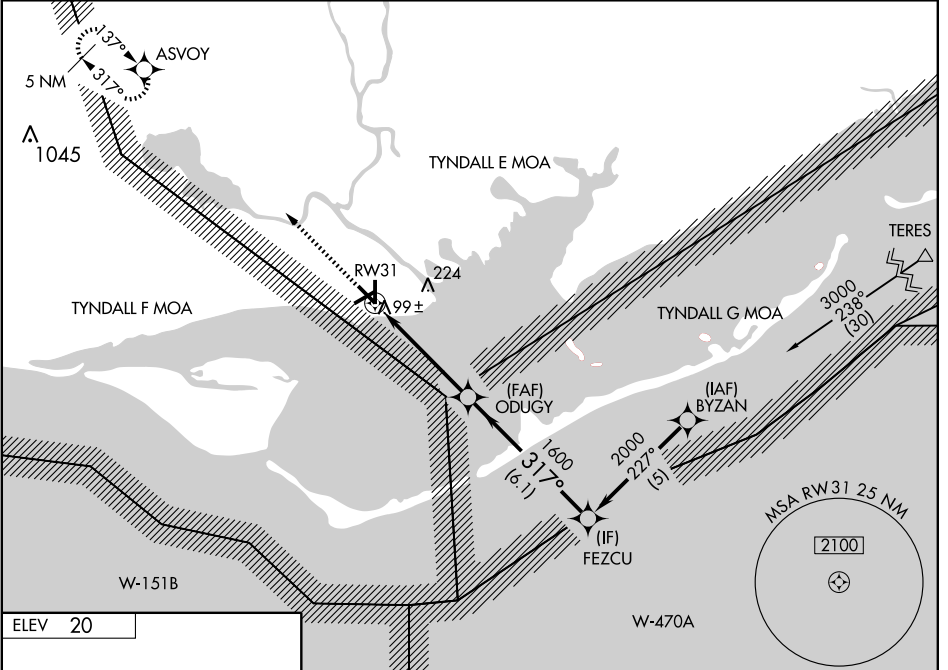 137°
ASVOY
5 NM
317°
1045
TYNDALL E MOA
TERES
RW31
224
99 ±
TYNDALL F MOA
TYNDALL G MOA
3000
238°
(30)
(FAF)
ODUGY
(IAF)
BYZAN
1600
317°
(6.1)
2000
227°
(5)
(IF)
FEZCU
MSA RW31 25 NM
2100
W-151B
W-470A
ELEV 20